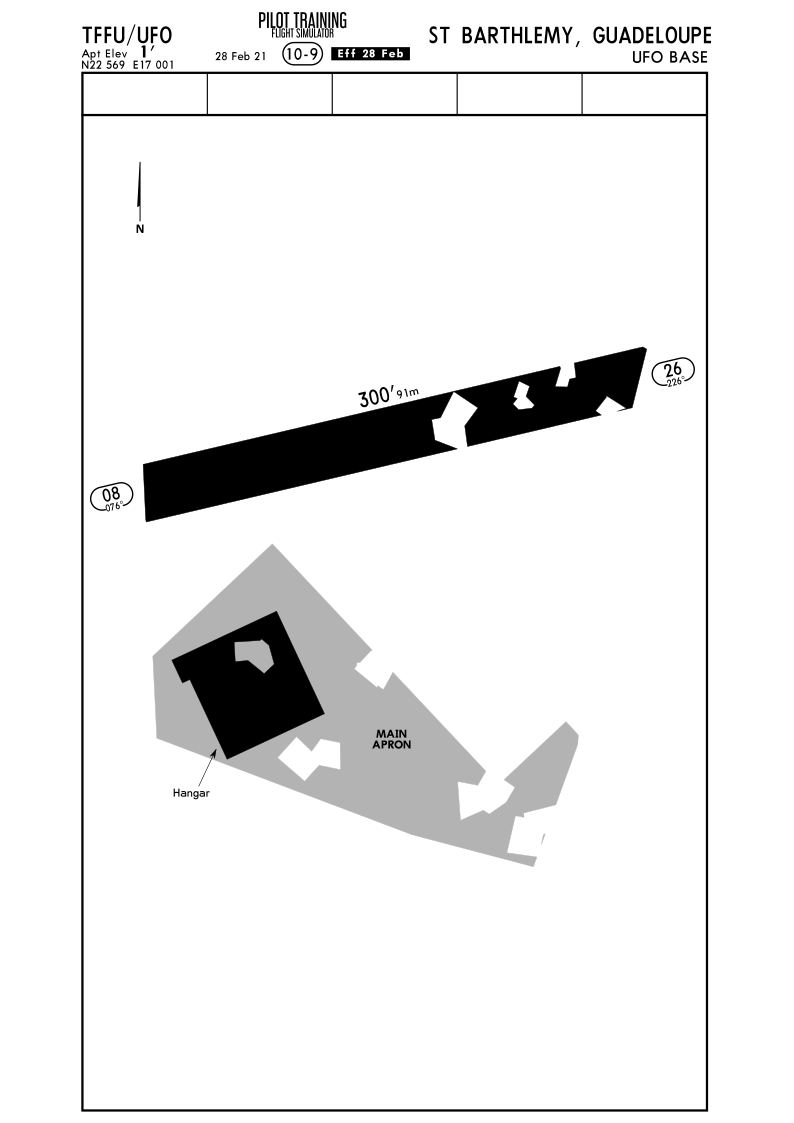 TFFU/UFO
Apt Elev 1'
N22 569 E17 001
PILOT TRAINING
FLIGHT SIMULATOR
28 Feb 21 10-9 Eff 28 Feb
ST BARTHLEMY, GUADELOUPE
UFO BASE
N
26
226°
300' 91m
08
076°
MAIN
APRON
Hangar